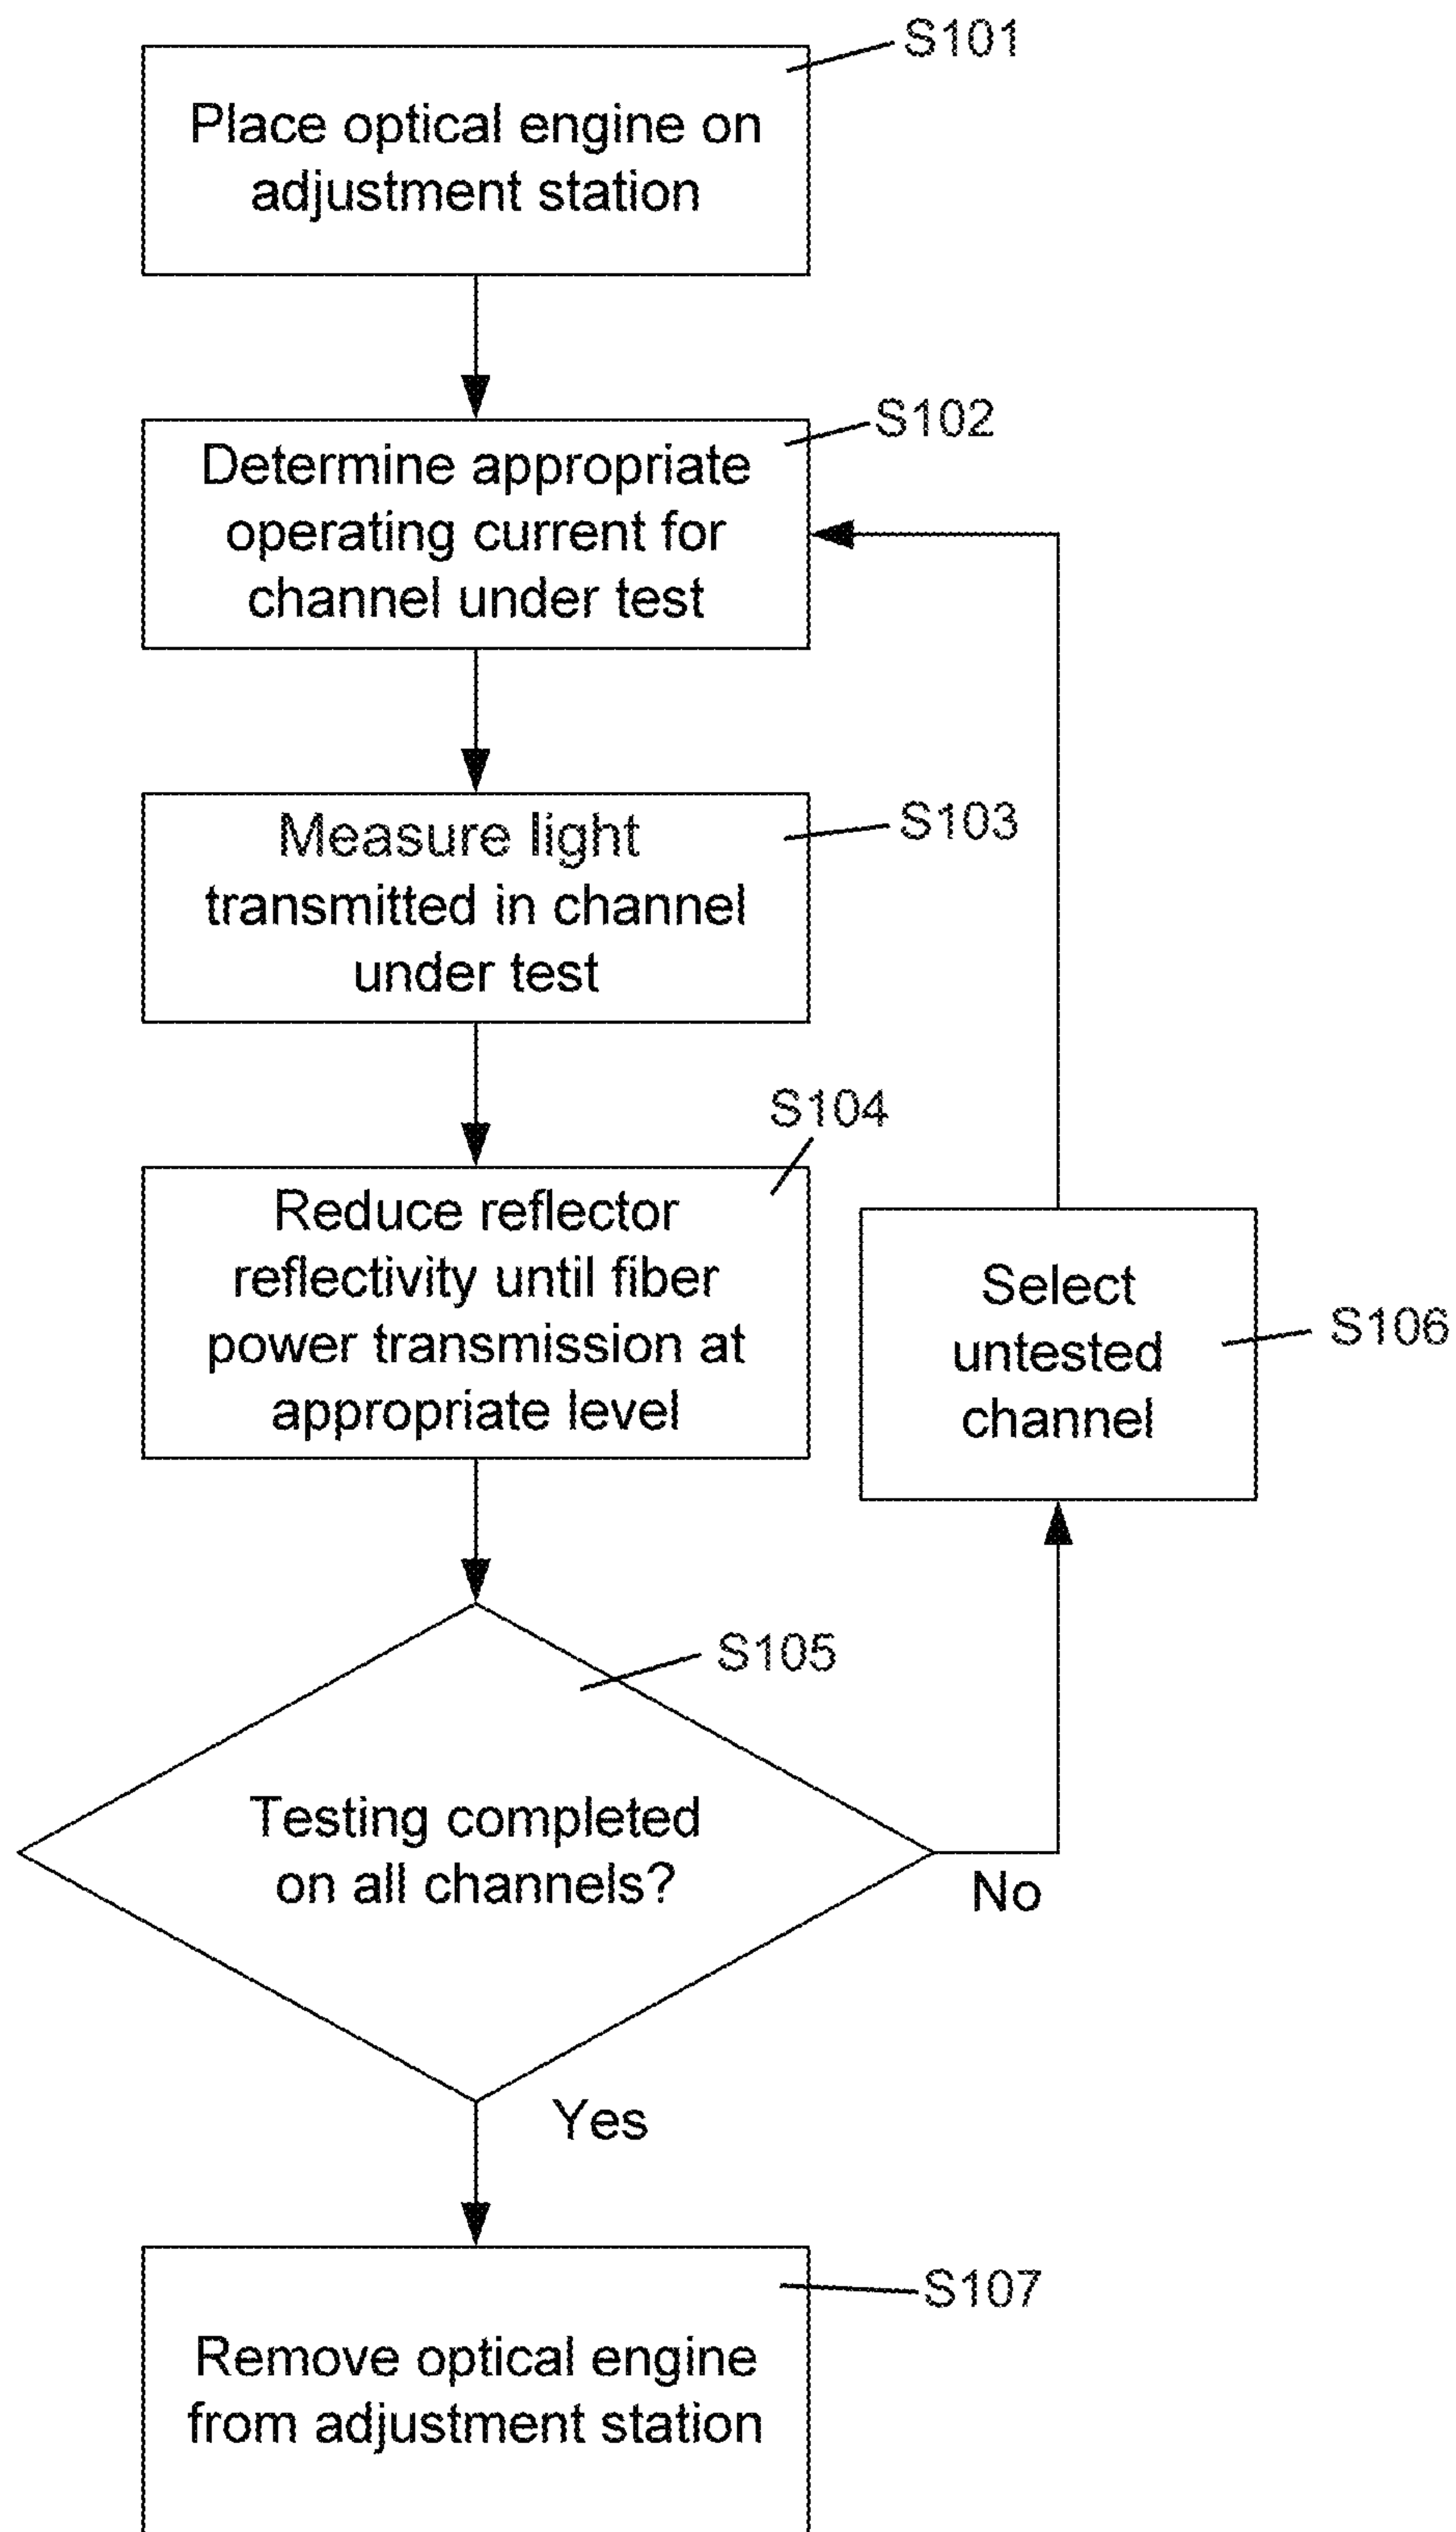 S101
Place optical engine on
adjustment station
S102
Determine appropriate
operating current for
channel under test
S103
Measure light
transmitted in channel
under test
S104
Reduce reflector
reflectivity until fiber
power transmission at
appropriate level
Select
untested
channel
S106
S105
Testing completed
on all channels?
No
Yes
S107
Remove optical engine
from adjustment station